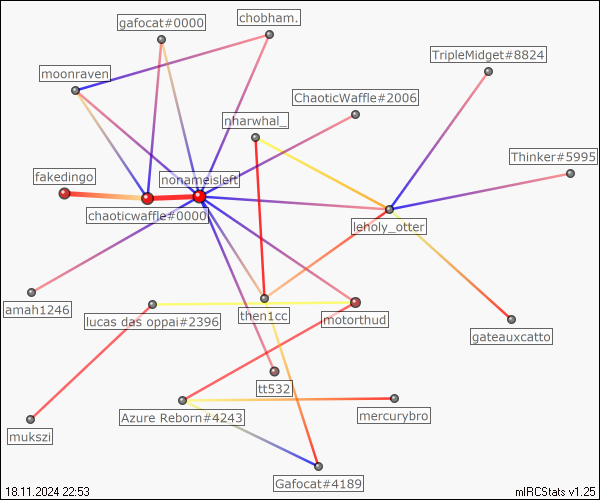 chobham.
gafocat#0000
TripleMidget#8824
moonraven
ChaoticWaffle#2006
nharwhal_
Thinker#5995
fakedingo
nonameisleft
chaoticwaffle#0000
leholy_otter
amah1246
then1cc
lucas das oppai#2396
motorthud
gateauxcatto
tt532
Azure Reborn#4243
mercurybro
mukszi
Gafocat#4189
18.11.2024 22:53
mIRCStats v1.25